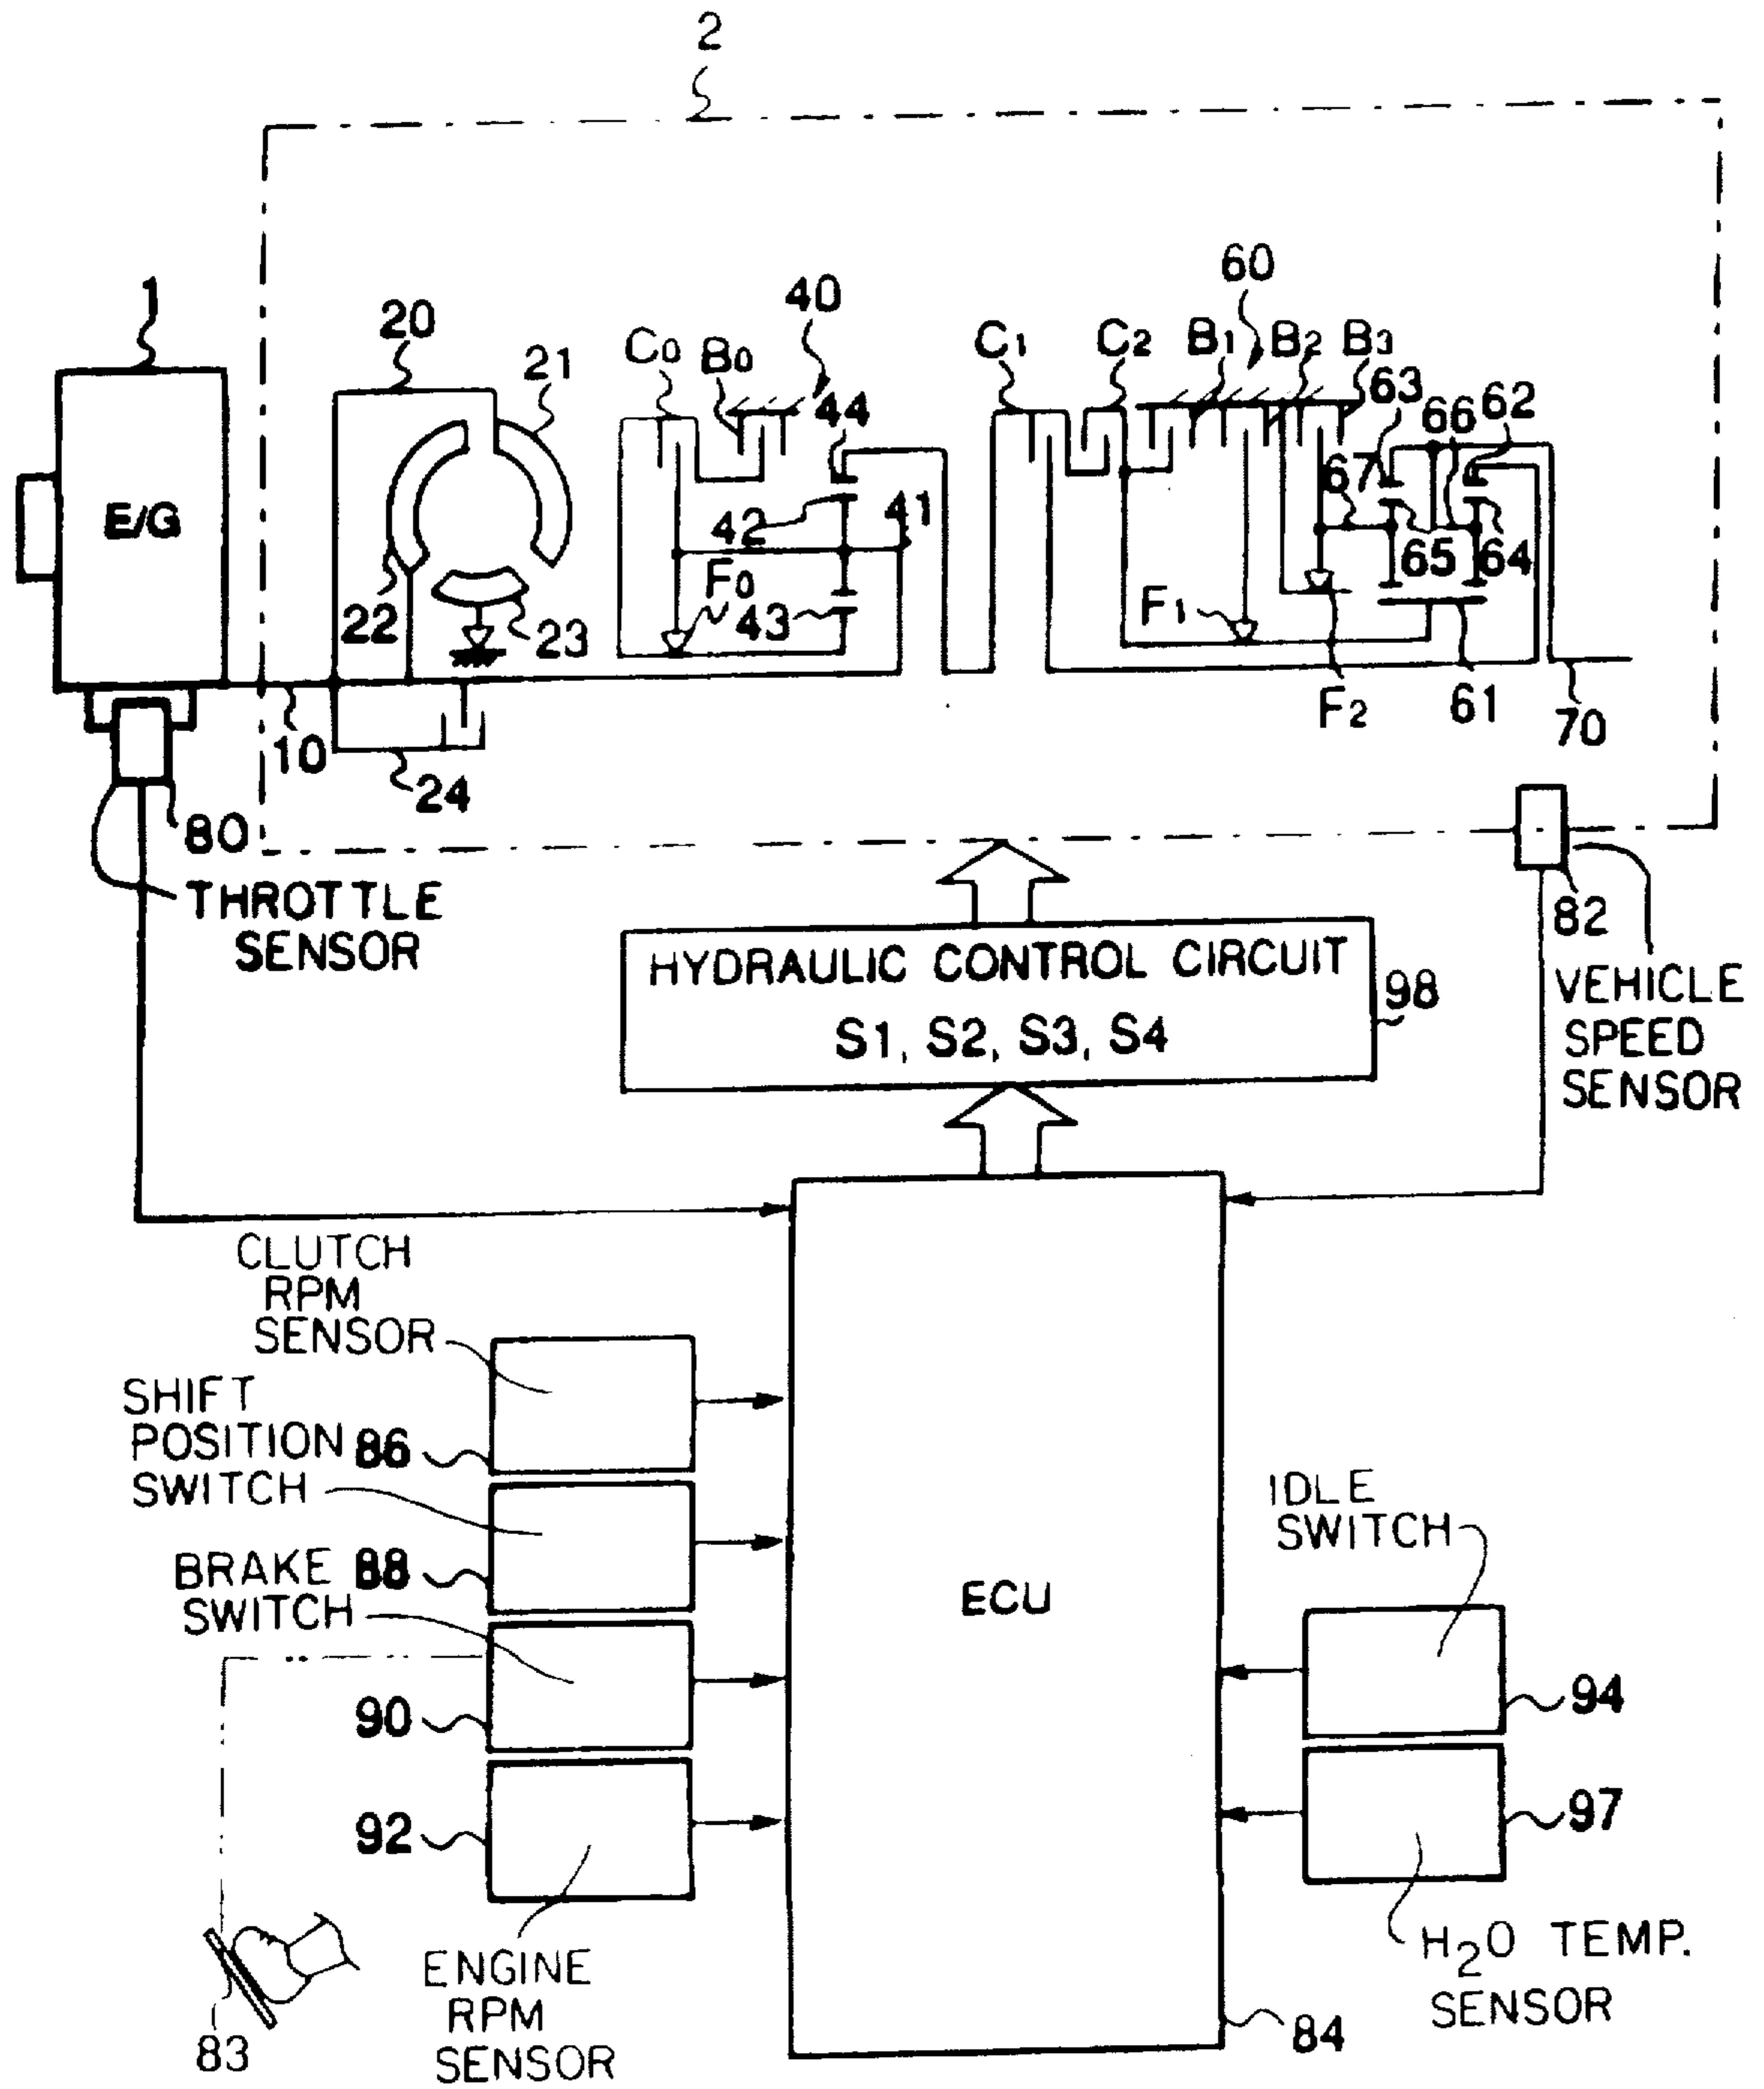 2
1
20
21
C0
B0
40
44
C1
C2
B1
60
B2
B3
63
66
62
E/G
42
41
67
65
64
22
23
F0
43
F1
F2
61
70
10
24
80
THROTTLE
SENSOR
82
VEHICLE
SPEED
SENSOR
HYDRAULIC CONTROL CIRCUIT
S1, S2, S3, S4
98
CLUTCH
RPM
SENSOR
SHIFT
POSITION
SWITCH
86
BRAKE
SWITCH
88
90
92
ENGINE
RPM
SENSOR
83
ECU
84
IDLE
SWITCH
94
97
H2O TEMP.
SENSOR